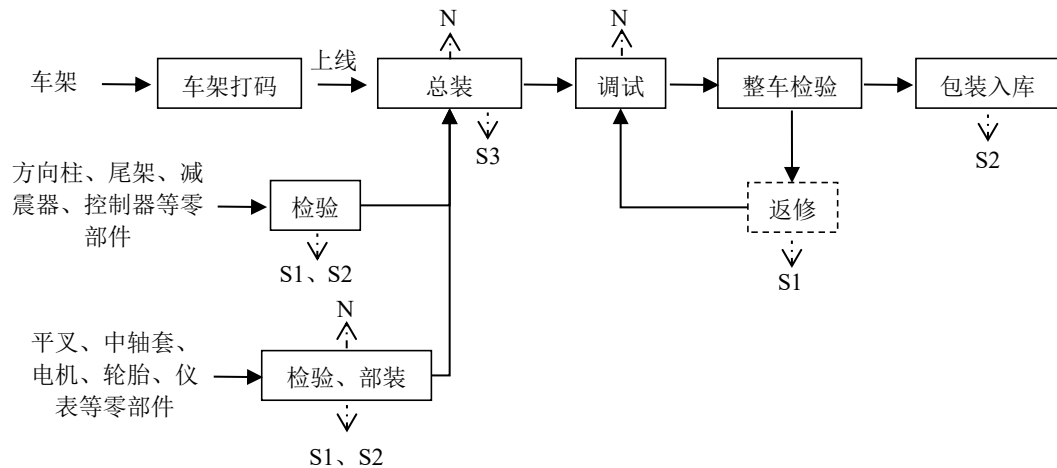 N
N
车架
车架打码
上线
总装
调试
整车检验
包装入库
S3
S2
方向柱、尾架、减
震器、控制器等零
部件
检验
返修
S1、S2
S1
N
平叉、中轴套、
电机、轮胎、仪
表等零部件
检验、部装
S1、S2